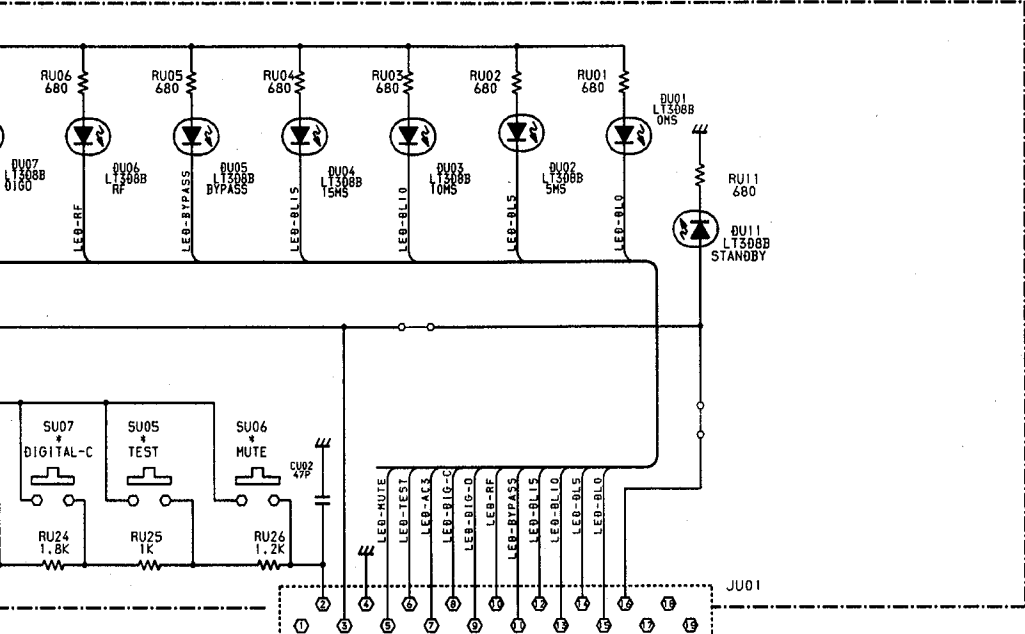 RU06
680
RU05
680
RU04
680
RU03
680
RU02
680
RU01
680
DU01
LT308B
0MS
DU07
LT308B
DIGO
DU06
LT308B
RF
DU05
LT308B
BYPASS
DU04
LT308B
15MS
DU03
LT308B
10MS
DU02
LT308B
5MS
RU11
680
DU11
LT308B
STANDBY
LED-RF
LED-BYPASS
LED-DL15
LED-DL10
LED-DL5
LED-DL0
SU07
*
DIGITAL-C
SU05
*
TEST
SU06
*
MUTE
CU02
47P
LED-MUTE
LED-TEST
LED-AC3
LED-DIG-C
LED-DIG-D
LED-RF
LED-BYPASS
LED-DL15
LED-DL10
LED-DL5
LED-DL0
RU24
1.8K
RU25
1K
RU26
1.2K
JU01
2 4 6 8 10 12 14 16 18
1 3 5 7 9 11 13 15 17 19